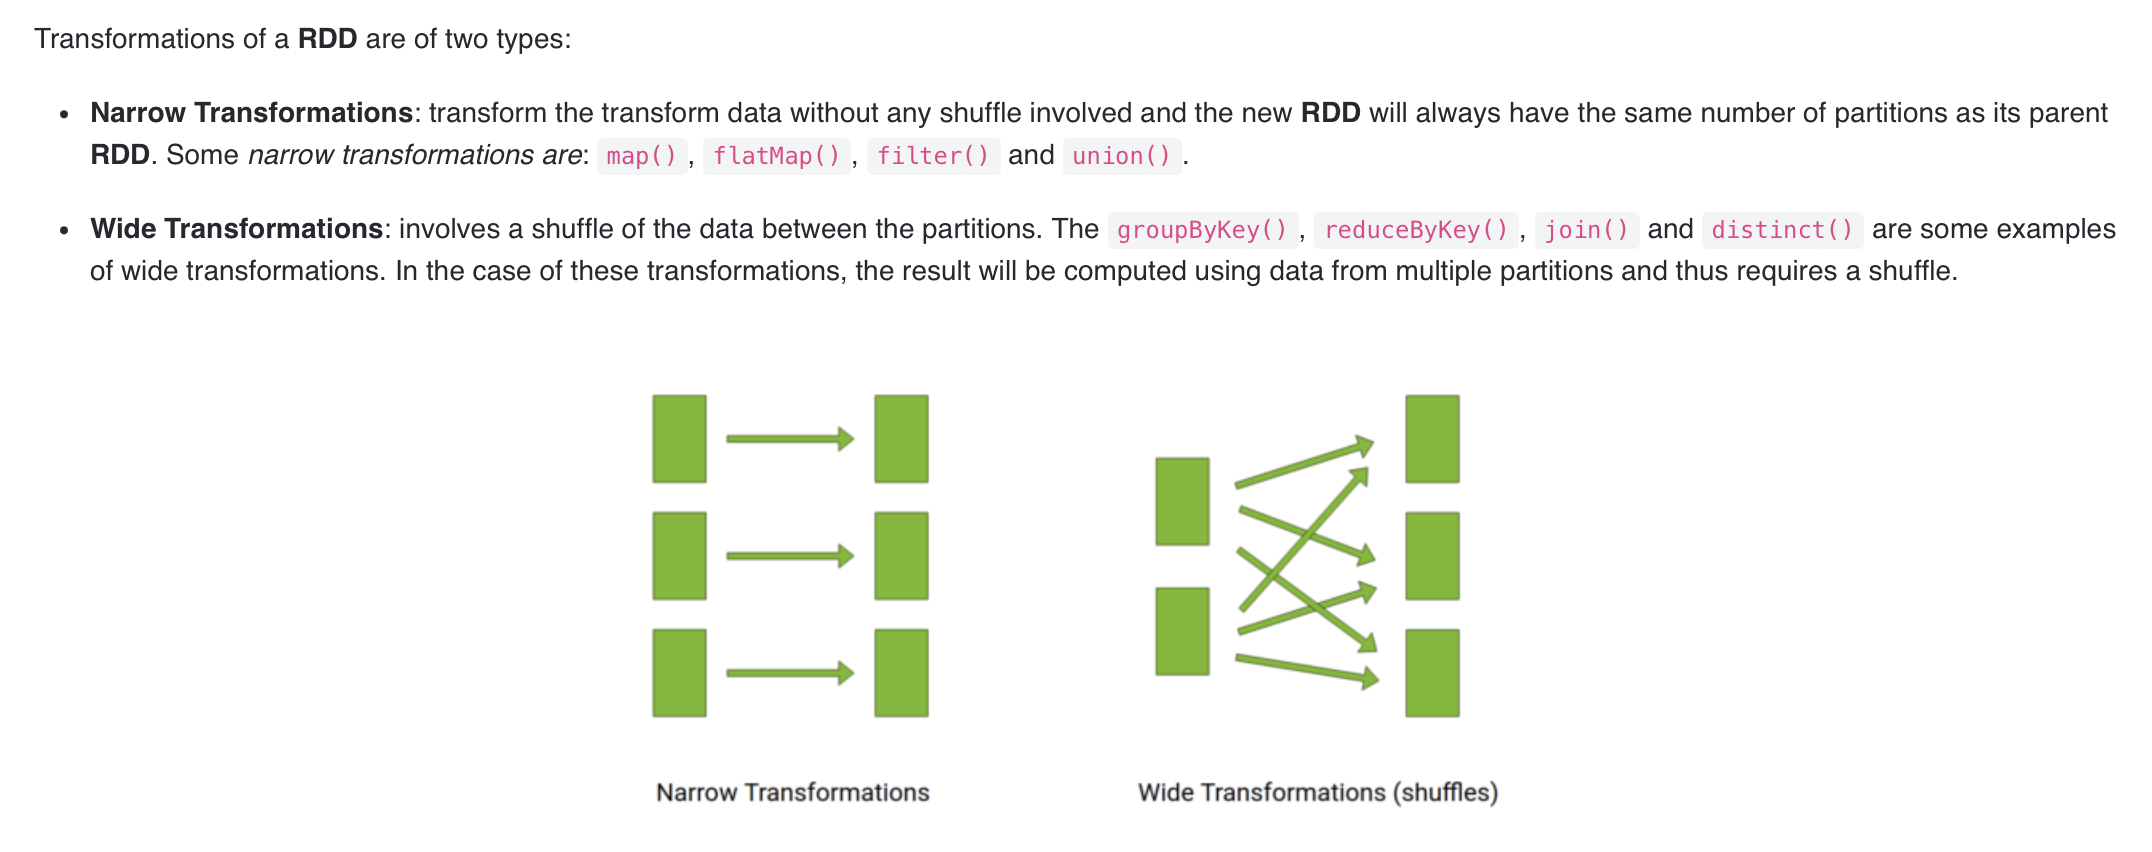 Transformations of a RDD are of two types:
• Narrow Transformations: transform the transform data without any shuffle involved and the new RDD will always have the same number of partitions as its parent
RDD. Some narrow transformations are: map() , flatMap() , filter() and union() .
• Wide Transformations: involves a shuffle of the data between the partitions. The groupByKey() , reduceByKey() , join() and distinct() are some examples
of wide transformations. In the case of these transformations, the result will be computed using data from multiple partitions and thus requires a shuffle.
Narrow Transformations
Wide Transformations (shuffles)